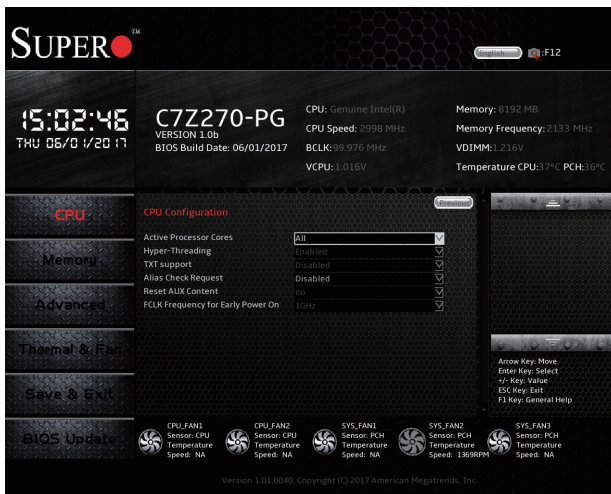 SUPER TM
English :F12
15:02:46
THU 06/01/2017
C7Z270-PG
VERSION 1.0b
BIOS Build Date: 06/01/2017
CPU: Genuine Intel(R)
CPU Speed: 2998 MHz
BCLK:99.976 MHz
VCPU:1.016V
Memory: 8192 MB
Memory Frequency:2133 MHz
VDIMM:1.216V
Temperature CPU:37°C PCH:36°C
CPU
Memory
Advanced
Thermal & Fan
Save & Exit
BIOS Update
CPU Configuration
Previous
Active Processor Cores All
Hyper-Threading Enabled
TXT support Disabled
Alias Check Request Disabled
Reset AUX Content no
FCLK Frequency for Early Power On 1GHz
Arrow Key: Move
Enter Key: Select
+/- Key: Value
ESC Key: Exit
F1 Key: General Help
CPU_FAN1
Sensor: CPU
Temperature
Speed: NA
CPU_FAN2
Sensor: CPU
Temperature
Speed: NA
SYS_FAN1
Sensor: PCH
Temperature
Speed: NA
SYS_FAN2
Sensor: PCH
Temperature
Speed: 1369RPM
SYS_FAN3
Sensor: PCH
Temperature
Speed: NA
Version 1.01.0040. Copyright (C) 2017 American Megatrends, Inc.